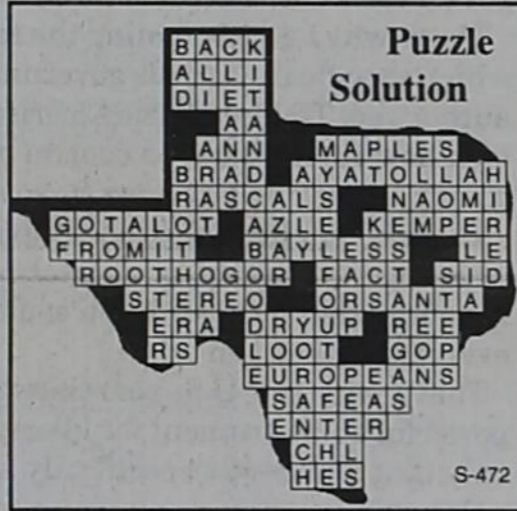 Puzzle
Solution
BACK
ALLI
DIET
AA
ANN MAPLES
BRAD AYATOLLAH
RASCALS NAOMI
GOTALOT AZLE KEMPER
FROMIT BAYLESS LE
ROOTHOGOR FACT SID
STEREO ORSANTA
ERA DRYUP REE
RS LOOT GOP
EUROPEANS
SAFEAS
ENTER
CHL
HES
S-472